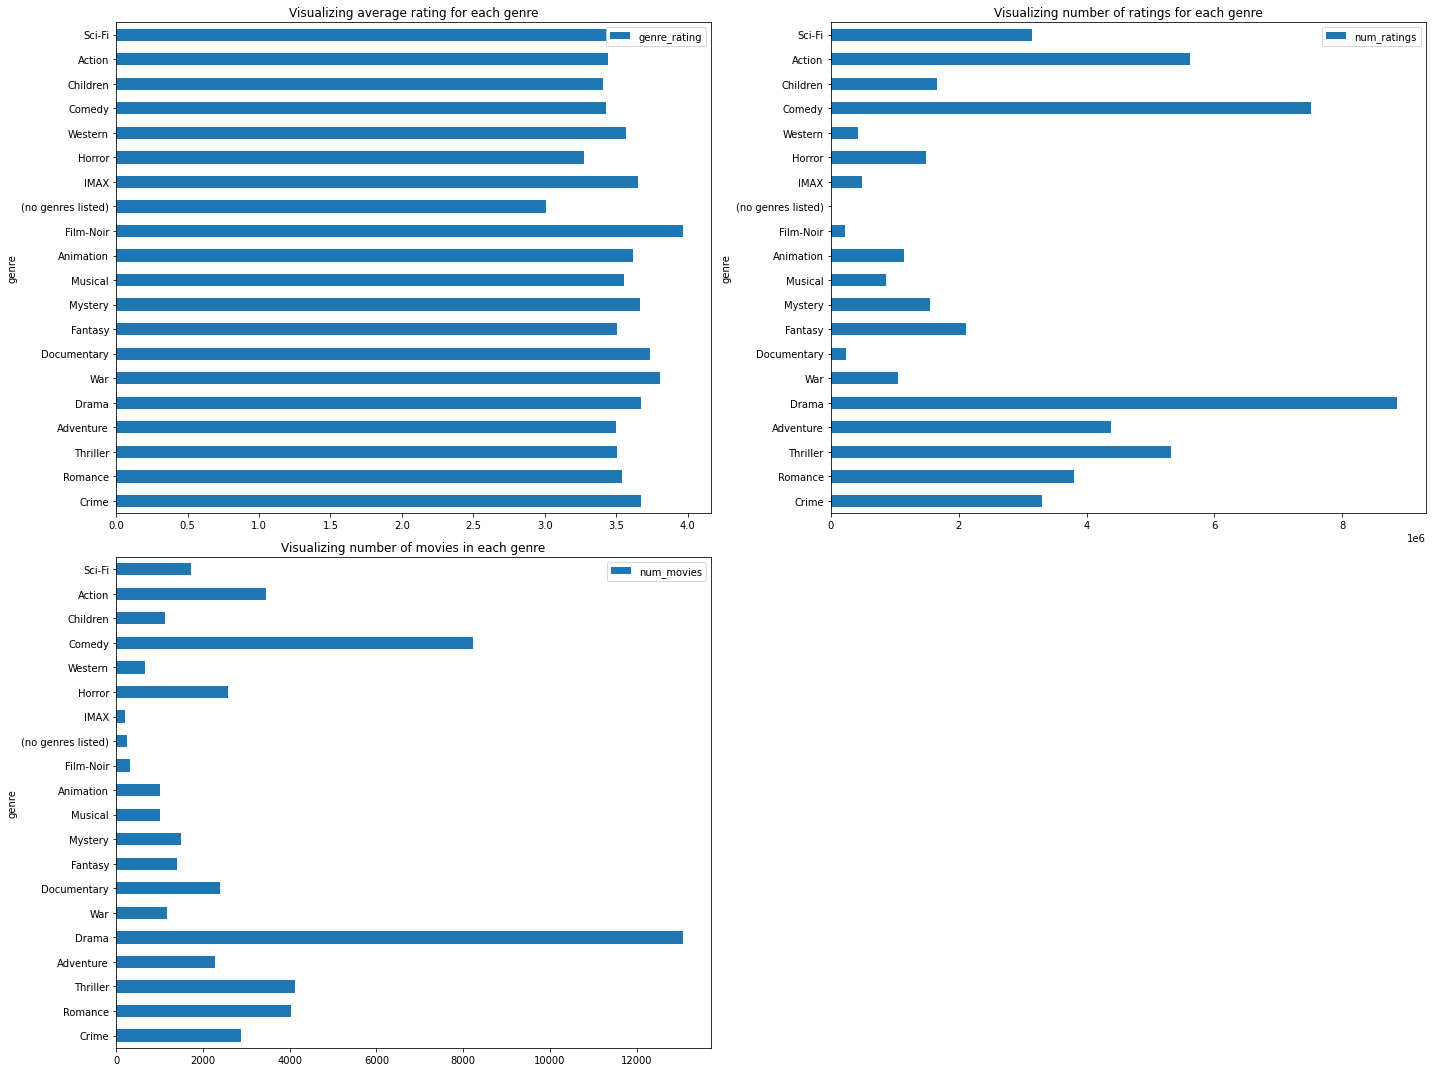 Visualizing average rating for each genre
genre_rating
genre
Sci-Fi
Action
Children
Comedy
Western
Horror
IMAX
(no genres listed)
Film-Noir
Animation
Musical
Mystery
Fantasy
Documentary
War
Drama
Adventure
Thriller
Romance
Crime
0.0 0.5 1.0 1.5 2.0 2.5 3.0 3.5 4.0
Visualizing number of ratings for each genre
num_ratings
genre
Sci-Fi
Action
Children
Comedy
Western
Horror
IMAX
(no genres listed)
Film-Noir
Animation
Musical
Mystery
Fantasy
Documentary
War
Drama
Adventure
Thriller
Romance
Crime
0 2 4 6 8
1e6
Visualizing number of movies in each genre
num_movies
genre
Sci-Fi
Action
Children
Comedy
Western
Horror
IMAX
(no genres listed)
Film-Noir
Animation
Musical
Mystery
Fantasy
Documentary
War
Drama
Adventure
Thriller
Romance
Crime
0 2000 4000 6000 8000 10000 12000